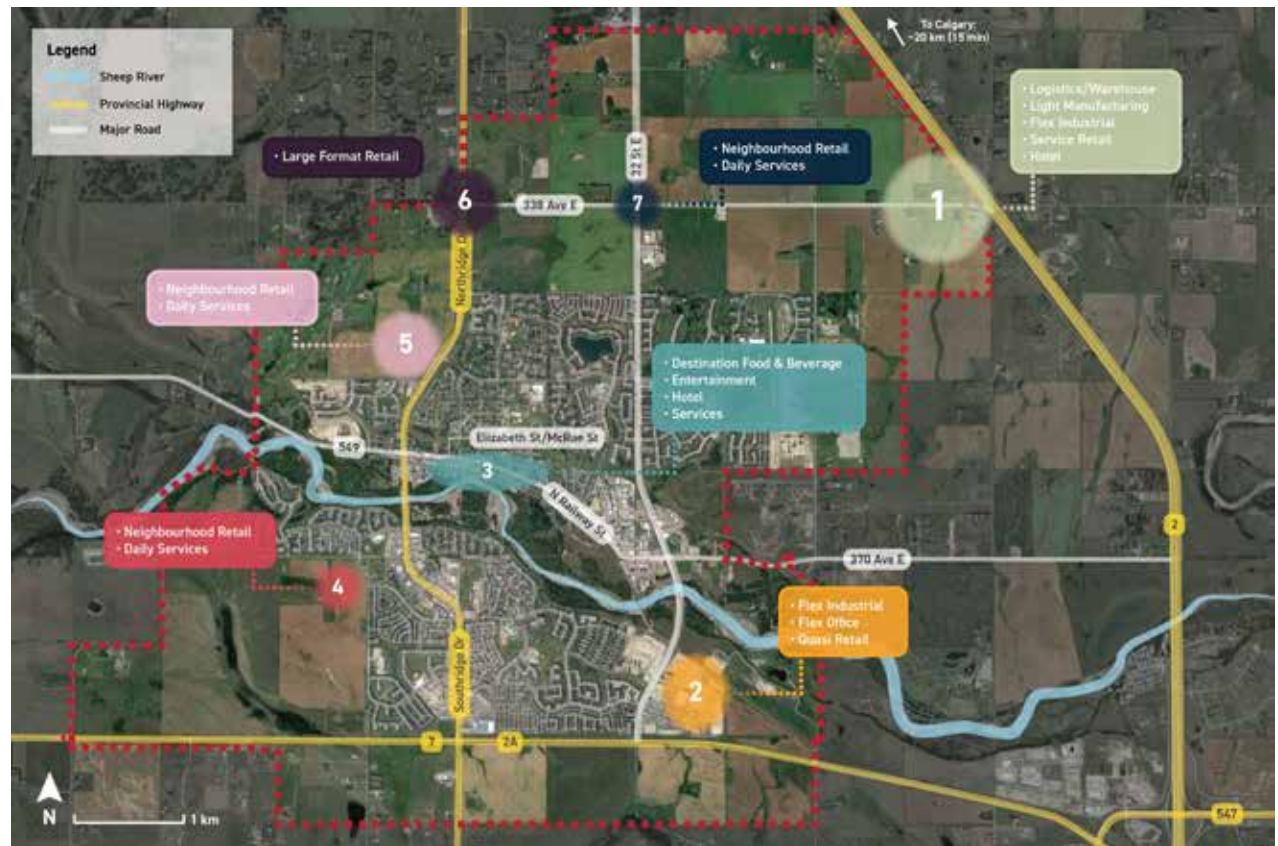 Legend
Sheep River
Provincial Highway
Major Road
To Calgary:
~20 km (15 min)
• Logistics/Warehouse
• Light Manufacturing
• Flex Industrial
• Service Retail
• Hotel
• Large Format Retail
• Neighbourhood Retail
• Daily Services
32 St E
6
338 Ave E
7
1
Northridge Dr
• Neighbourhood Retail
• Daily Services
5
• Destination Food & Beverage
• Entertainment
• Hotel
• Services
Elizabeth St/McRae St
549
3
N Railway St
2
• Neighbourhood Retail
• Daily Services
370 Ave E
4
• Flex Industrial
• Flex Office
• Quasi Retail
Southridge Dr
2
7
2A
N
1 km
547